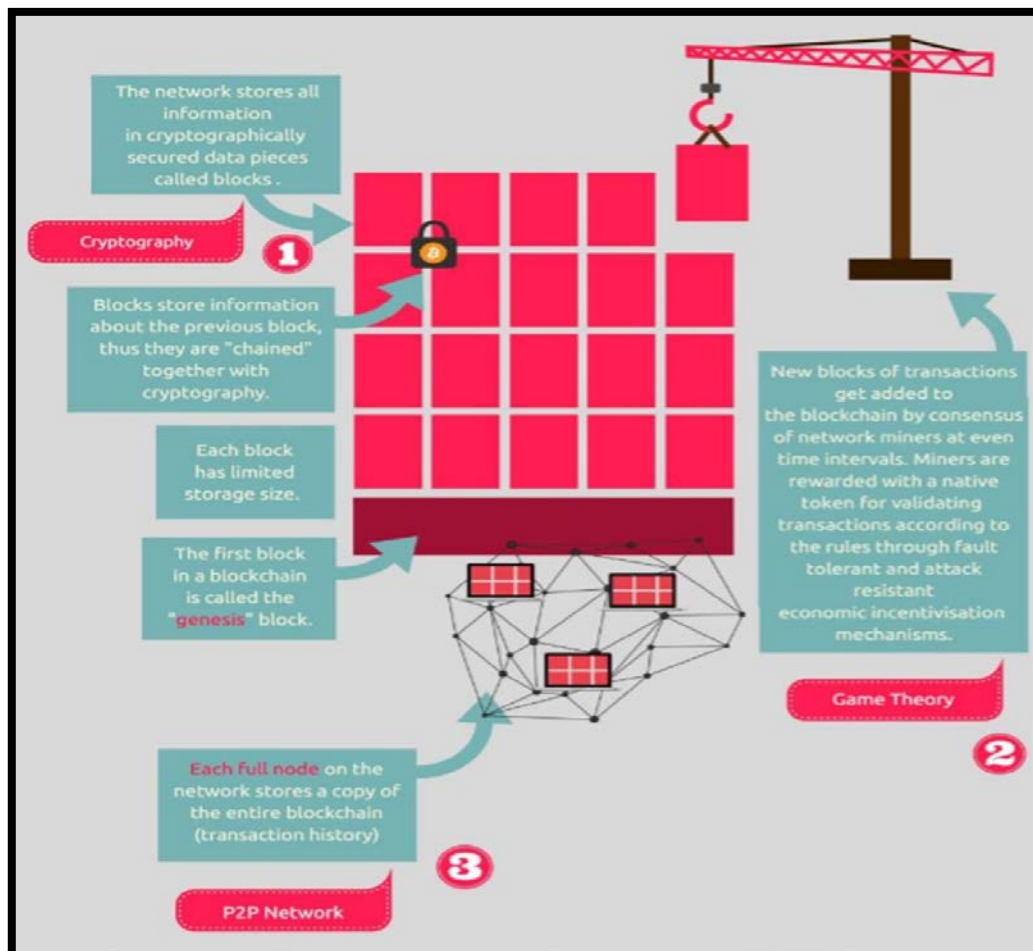 The network stores all
information
in cryptographically
secured data pieces
called blocks .
Cryptography
1
Blocks store information
about the previous block,
thus they are "chained"
together with
cryptography.
Each block
has limited
storage size.
The first block
in a blockchain
is called the
"genesis" block.
New blocks of transactions
get added to
the blockchain by consensus
of network miners at even
time intervals. Miners are
rewarded with a native
token for validating
transactions according to
the rules through fault
tolerant and attack
resistant
economic incentivisation
mechanisms.
Game Theory
2
Each full node on the
network stores a copy of
the entire blockchain
(transaction history)
3
P2P Network